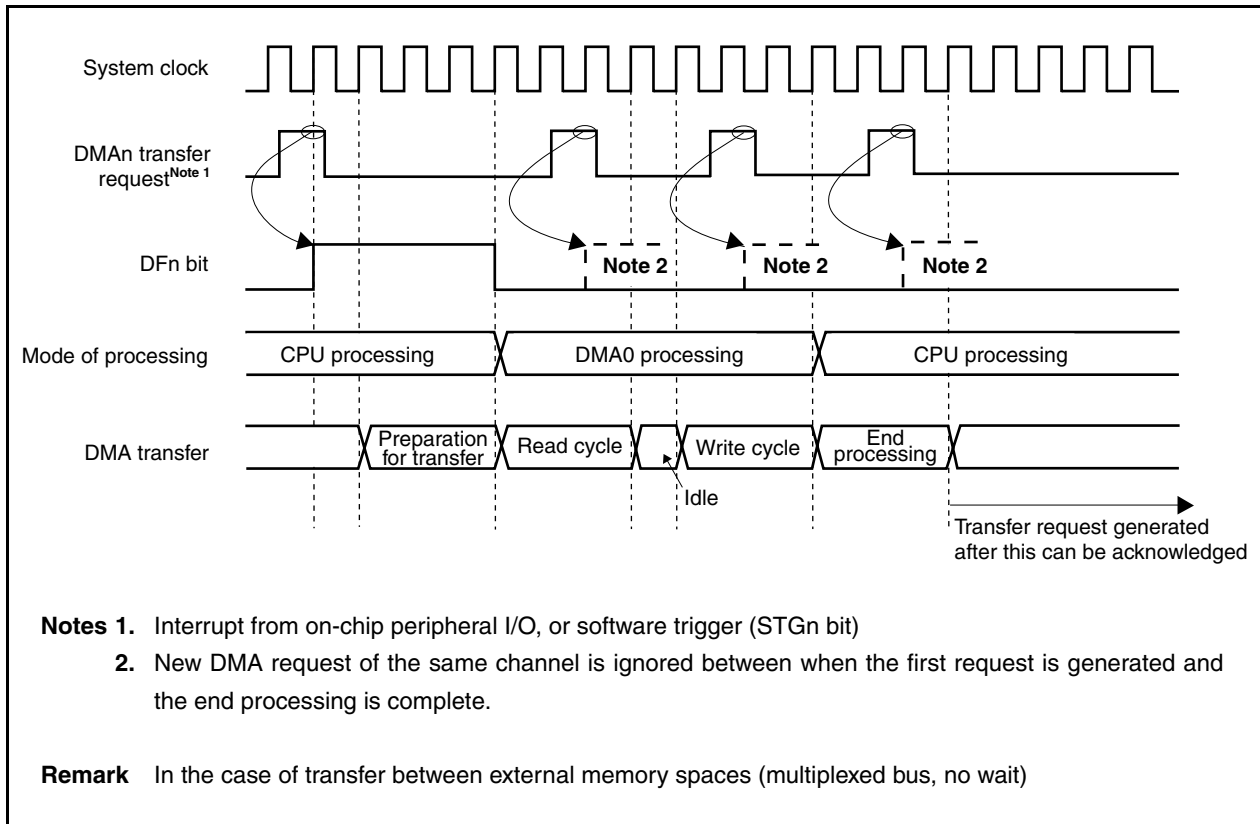 System clock
DMAn transfer
requestNote 1
DFn bit
Note 2
Note 2
Note 2
Mode of processing
CPU processing
DMA0 processing
CPU processing
DMA transfer
Preparation
for transfer
Read cycle
Write cycle
End
processing
Idle
Transfer request generated
after this can be acknowledged
Notes 1. Interrupt from on-chip peripheral I/O, or software trigger (STGn bit)
2. New DMA request of the same channel is ignored between when the first request is generated and
the end processing is complete.
Remark In the case of transfer between external memory spaces (multiplexed bus, no wait)